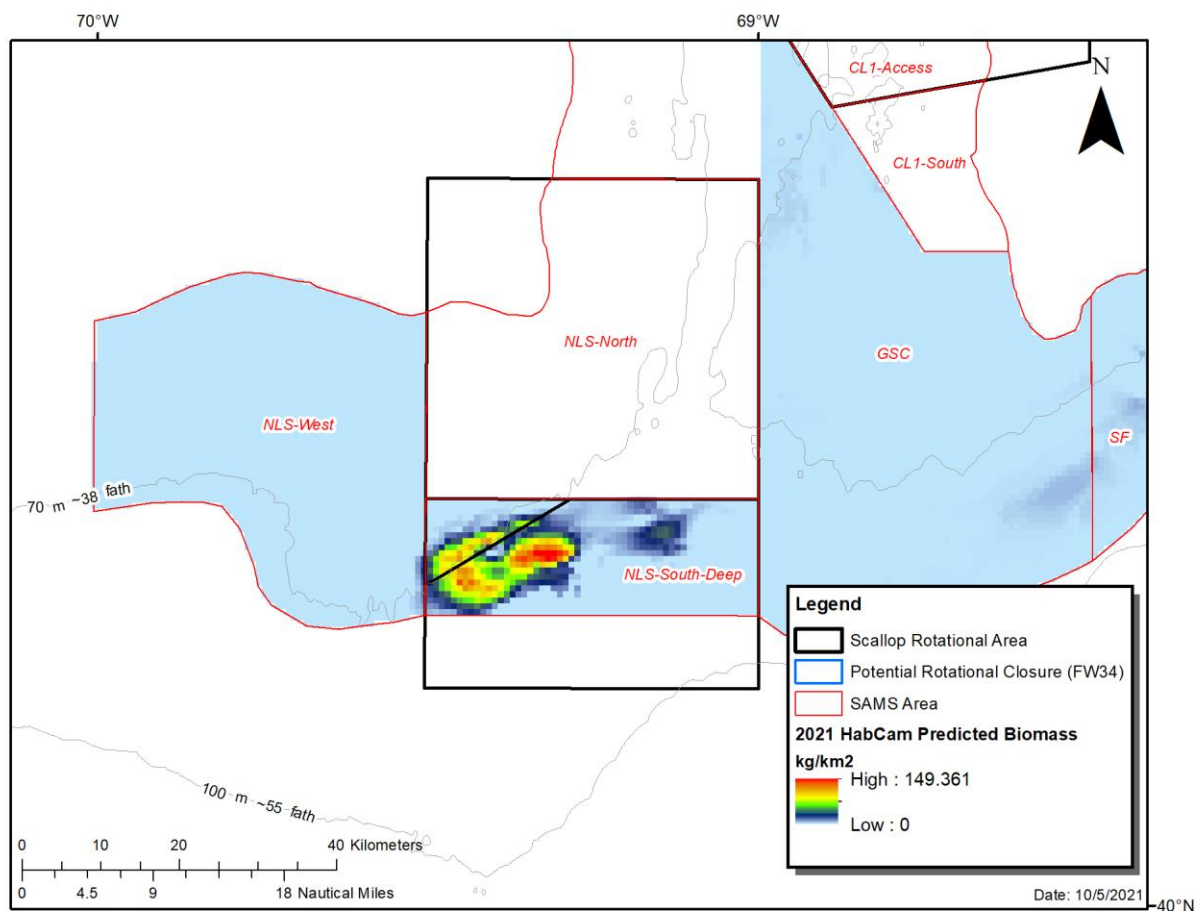 70°W
69°W
CL1-Access
N
CL1-South
NLS-North
GSC
NLS-West
SF
70 m ~38 fath
NLS-South-Deep
Legend
Scallop Rotational Area
Potential Rotational Closure (FW34)
SAMS Area
2021 HabCam Predicted Biomass
kg/km2
High : 149.361
Low : 0
100 m ~55 fath
0 10 20 40 Kilometers
0 4.5 9 18 Nautical Miles
Date: 10/5/2021
40°N